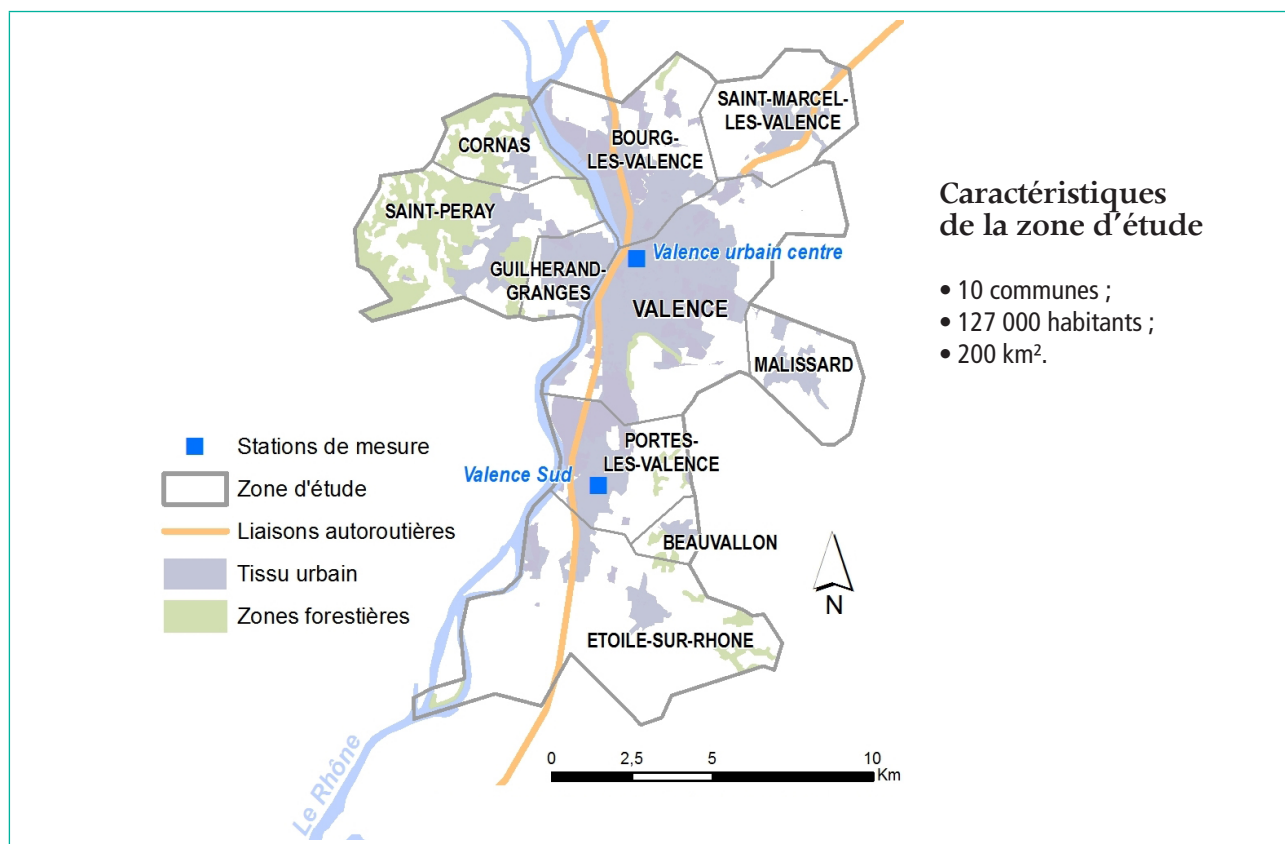 SAINT-MARCEL-
LES-VALENCE
BOURG-
LES-VALENCE
CORNAS
SAINT-PERAY
GUILHERAND-
GRANGES
Valence urbain centre
VALENCE
MALISSARD
PORTES-
LES-VALENCE
Valence Sud
BEAUVALLON
ETOILE-SUR-RHONE
Le Rhône
N
0 2,5 5 10
Km
Stations de mesure
Zone d'étude
Liaisons autoroutières
Tissu urbain
Zones forestières
Caractéristiques
de la zone d'étude
• 10 communes ;
• 127 000 habitants ;
• 200 km².